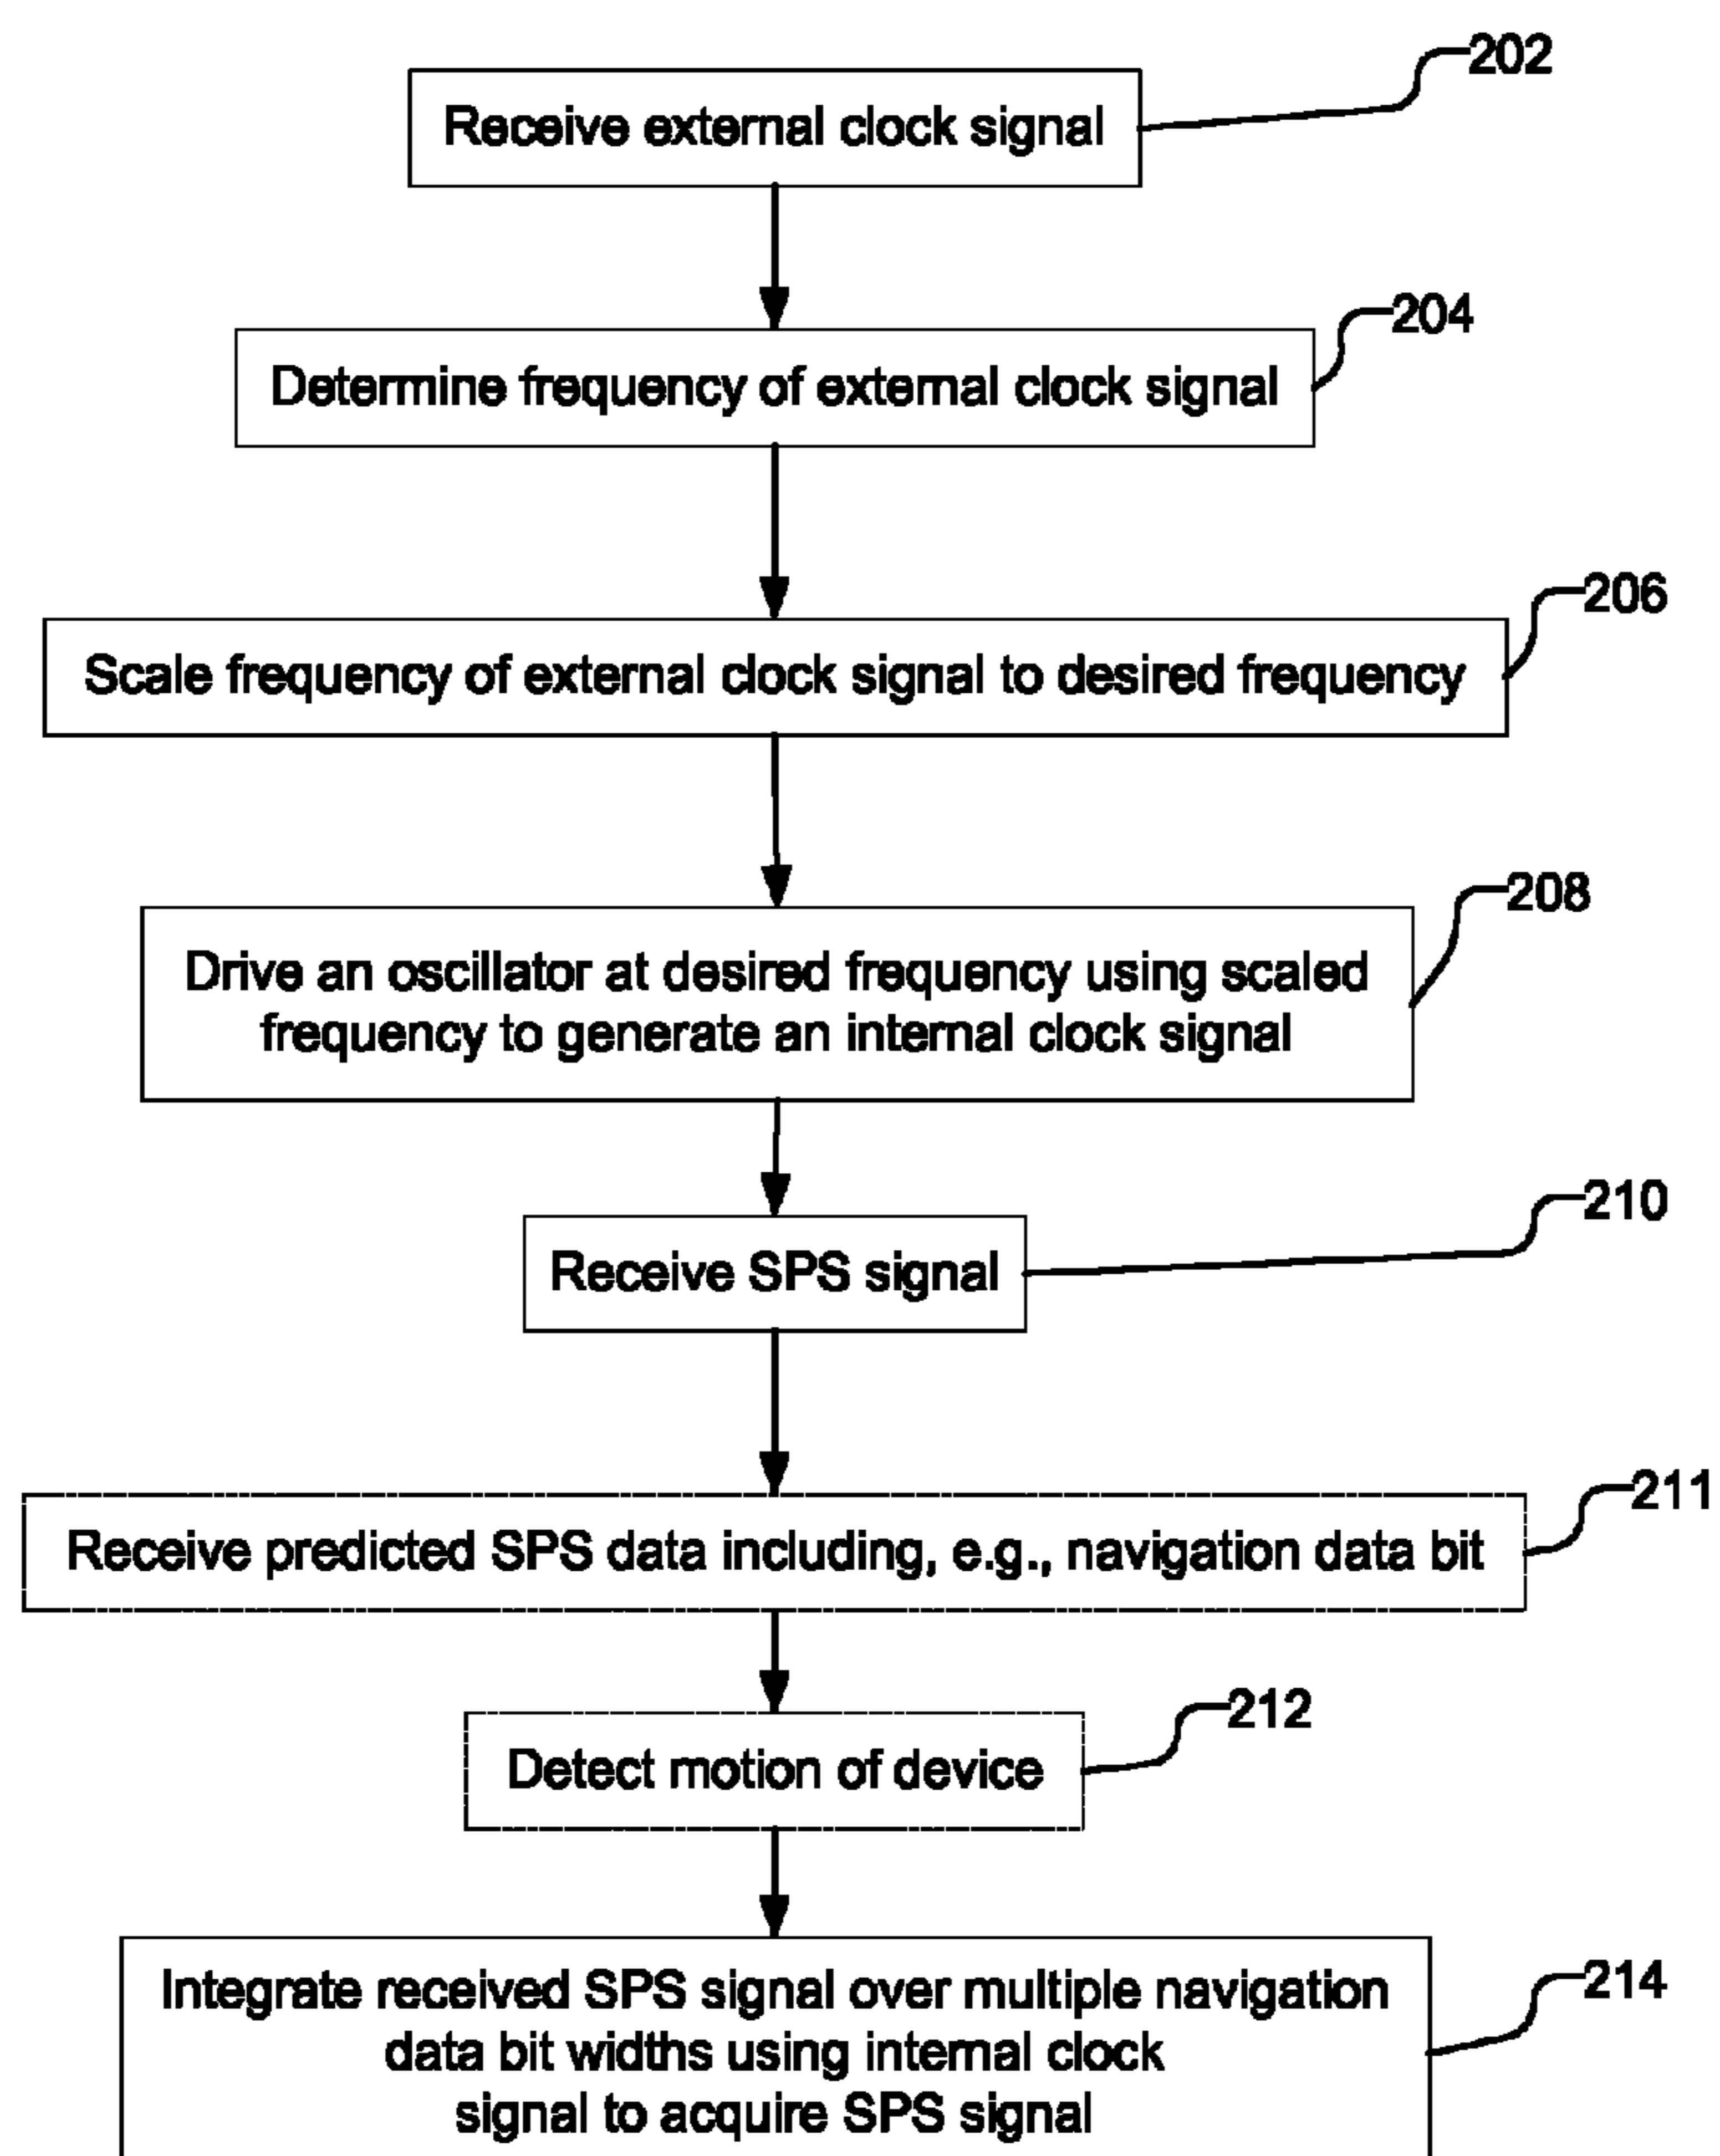 202
Receive external clock signal
204
Determine frequency of external clock signal
206
Scale frequency of external clock signal to desired frequency
208
Drive an oscillator at desired frequency using scaled
frequency to generate an internal clock signal
210
Receive SPS signal
211
Receive predicted SPS data including, e.g., navigation data bit
212
Detect motion of device
214
Integrate received SPS signal over multiple navigation
data bit widths using internal clock
signal to acquire SPS signal